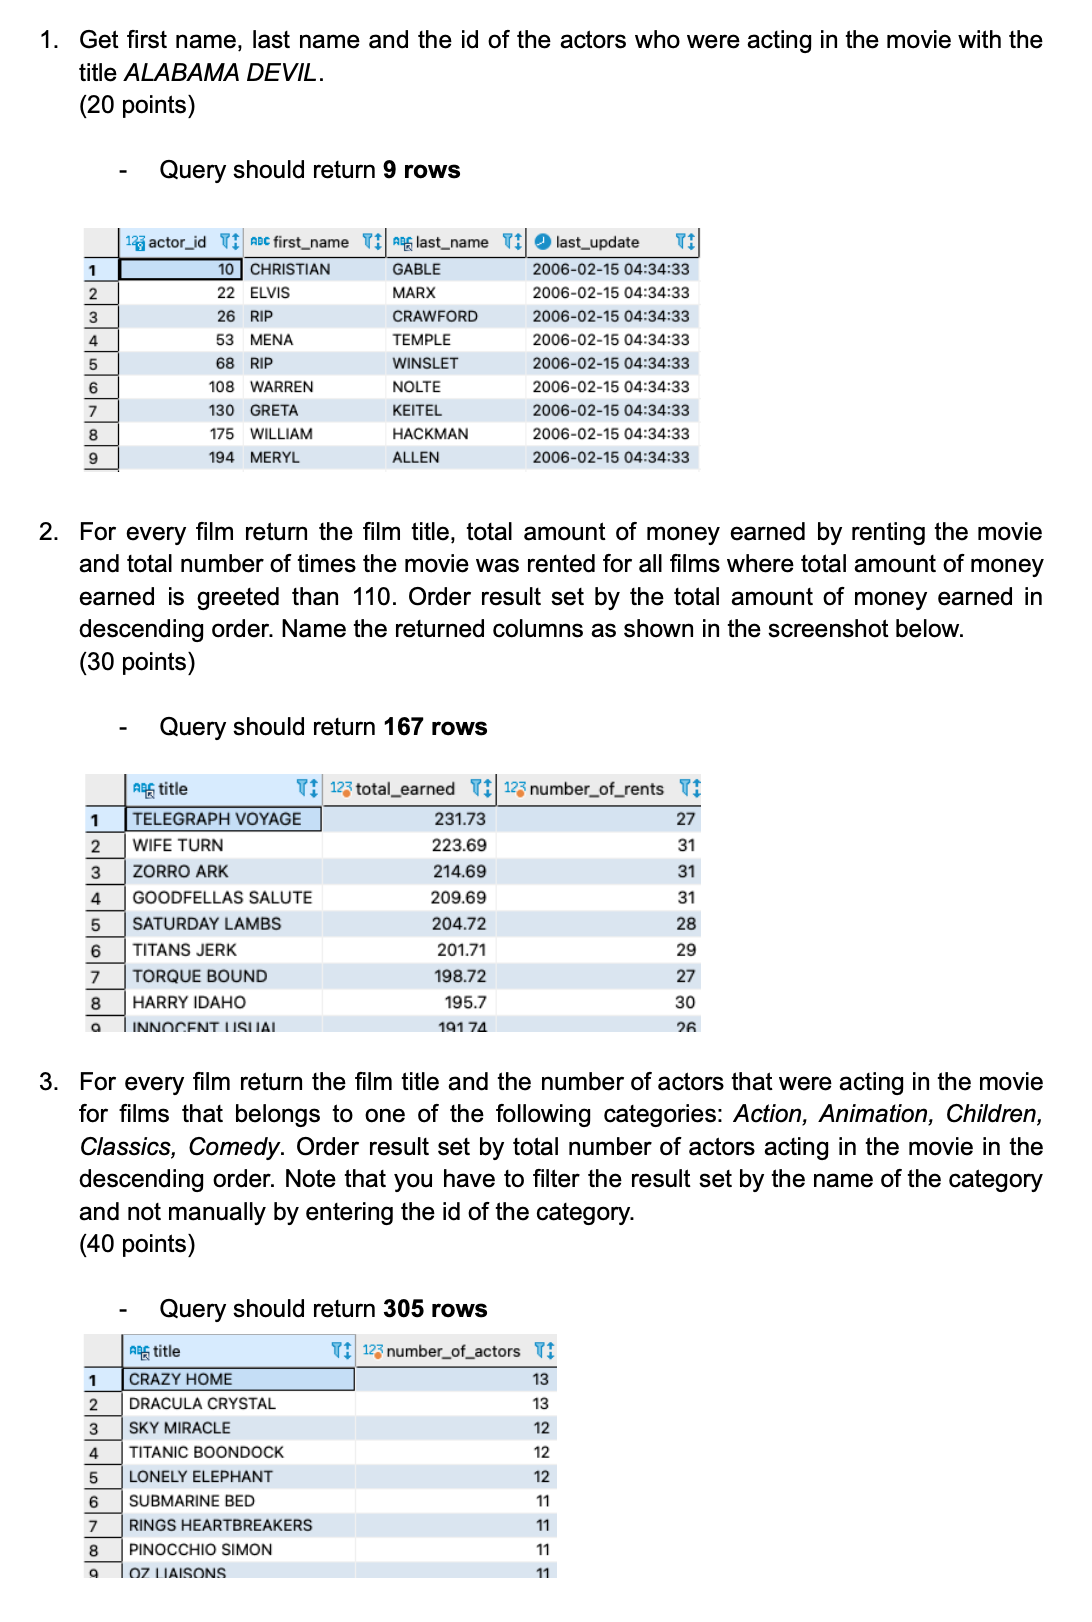 1. Get first name, last name and the id of the actors who were acting in the movie with the
title ALABAMA DEVIL.
(20 points)
- Query should return 9 rows
123 actor_id ABC first_name ABC last_name last_update
1 10 CHRISTIAN GABLE 2006-02-15 04:34:33
2 22 ELVIS MARX 2006-02-15 04:34:33
3 26 RIP CRAWFORD 2006-02-15 04:34:33
4 53 MENA TEMPLE 2006-02-15 04:34:33
5 68 RIP WINSLET 2006-02-15 04:34:33
6 108 WARREN NOLTE 2006-02-15 04:34:33
7 130 GRETA KEITEL 2006-02-15 04:34:33
8 175 WILLIAM HACKMAN 2006-02-15 04:34:33
9 194 MERYL ALLEN 2006-02-15 04:34:33
2. For every film return the film title, total amount of money earned by renting the movie
and total number of times the movie was rented for all films where total amount of money
earned is greeted than 110. Order result set by the total amount of money earned in
descending order. Name the returned columns as shown in the screenshot below.
(30 points)
- Query should return 167 rows
ABC title 123 total_earned 123 number_of_rents
1 TELEGRAPH VOYAGE 231.73 27
2 WIFE TURN 223.69 31
3 ZORRO ARK 214.69 31
4 GOODFELLAS SALUTE 209.69 31
5 SATURDAY LAMBS 204.72 28
6 TITANS JERK 201.71 29
7 TORQUE BOUND 198.72 27
8 HARRY IDAHO 195.7 30
9 INNOCENT USUAL 191.74 26
3. For every film return the film title and the number of actors that were acting in the movie
for films that belongs to one of the following categories: Action, Animation, Children,
Classics, Comedy. Order result set by total number of actors acting in the movie in the
descending order. Note that you have to filter the result set by the name of the category
and not manually by entering the id of the category.
(40 points)
- Query should return 305 rows
ABC title 123 number_of_actors
1 CRAZY HOME 13
2 DRACULA CRYSTAL 13
3 SKY MIRACLE 12
4 TITANIC BOONDOCK 12
5 LONELY ELEPHANT 12
6 SUBMARINE BED 11
7 RINGS HEARTBREAKERS 11
8 PINOCCHIO SIMON 11
9 OZ LIAISONS 11